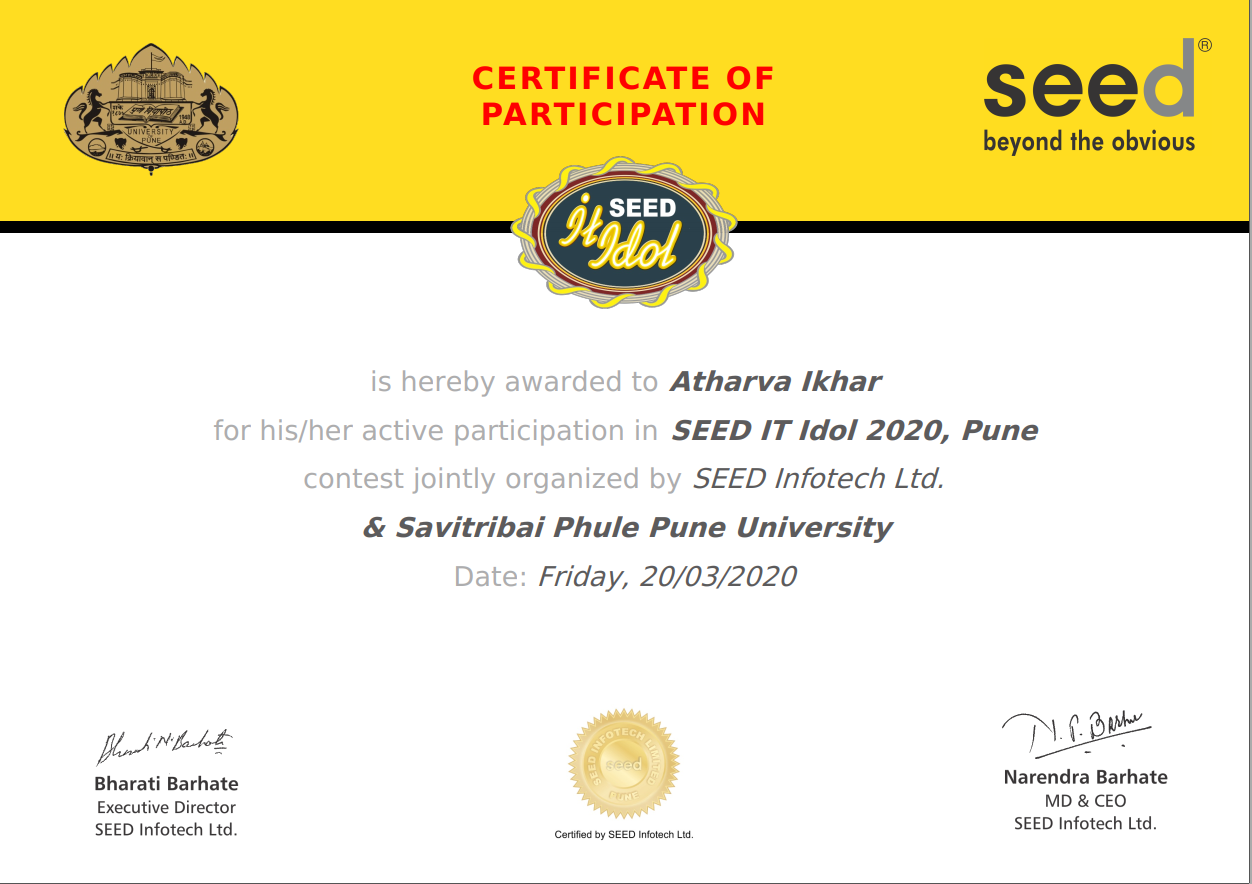 CERTIFICATE OF
PARTICIPATION
UNIVERSITY
OF
PUNE
।। यः क्रियावान् स पण्डितः ।।
seed®
beyond the obvious
SEED
it Idol
is hereby awarded to Atharva Ikhar
for his/her active participation in SEED IT Idol 2020, Pune
contest jointly organized by SEED Infotech Ltd.
& Savitribai Phule Pune University
Date: Friday, 20/03/2020
Bharati Barhate
Executive Director
SEED Infotech Ltd.
SEED INFOTECH LIMITED
seed
PUNE
Certified by SEED Infotech Ltd.
Narendra Barhate
MD & CEO
SEED Infotech Ltd.